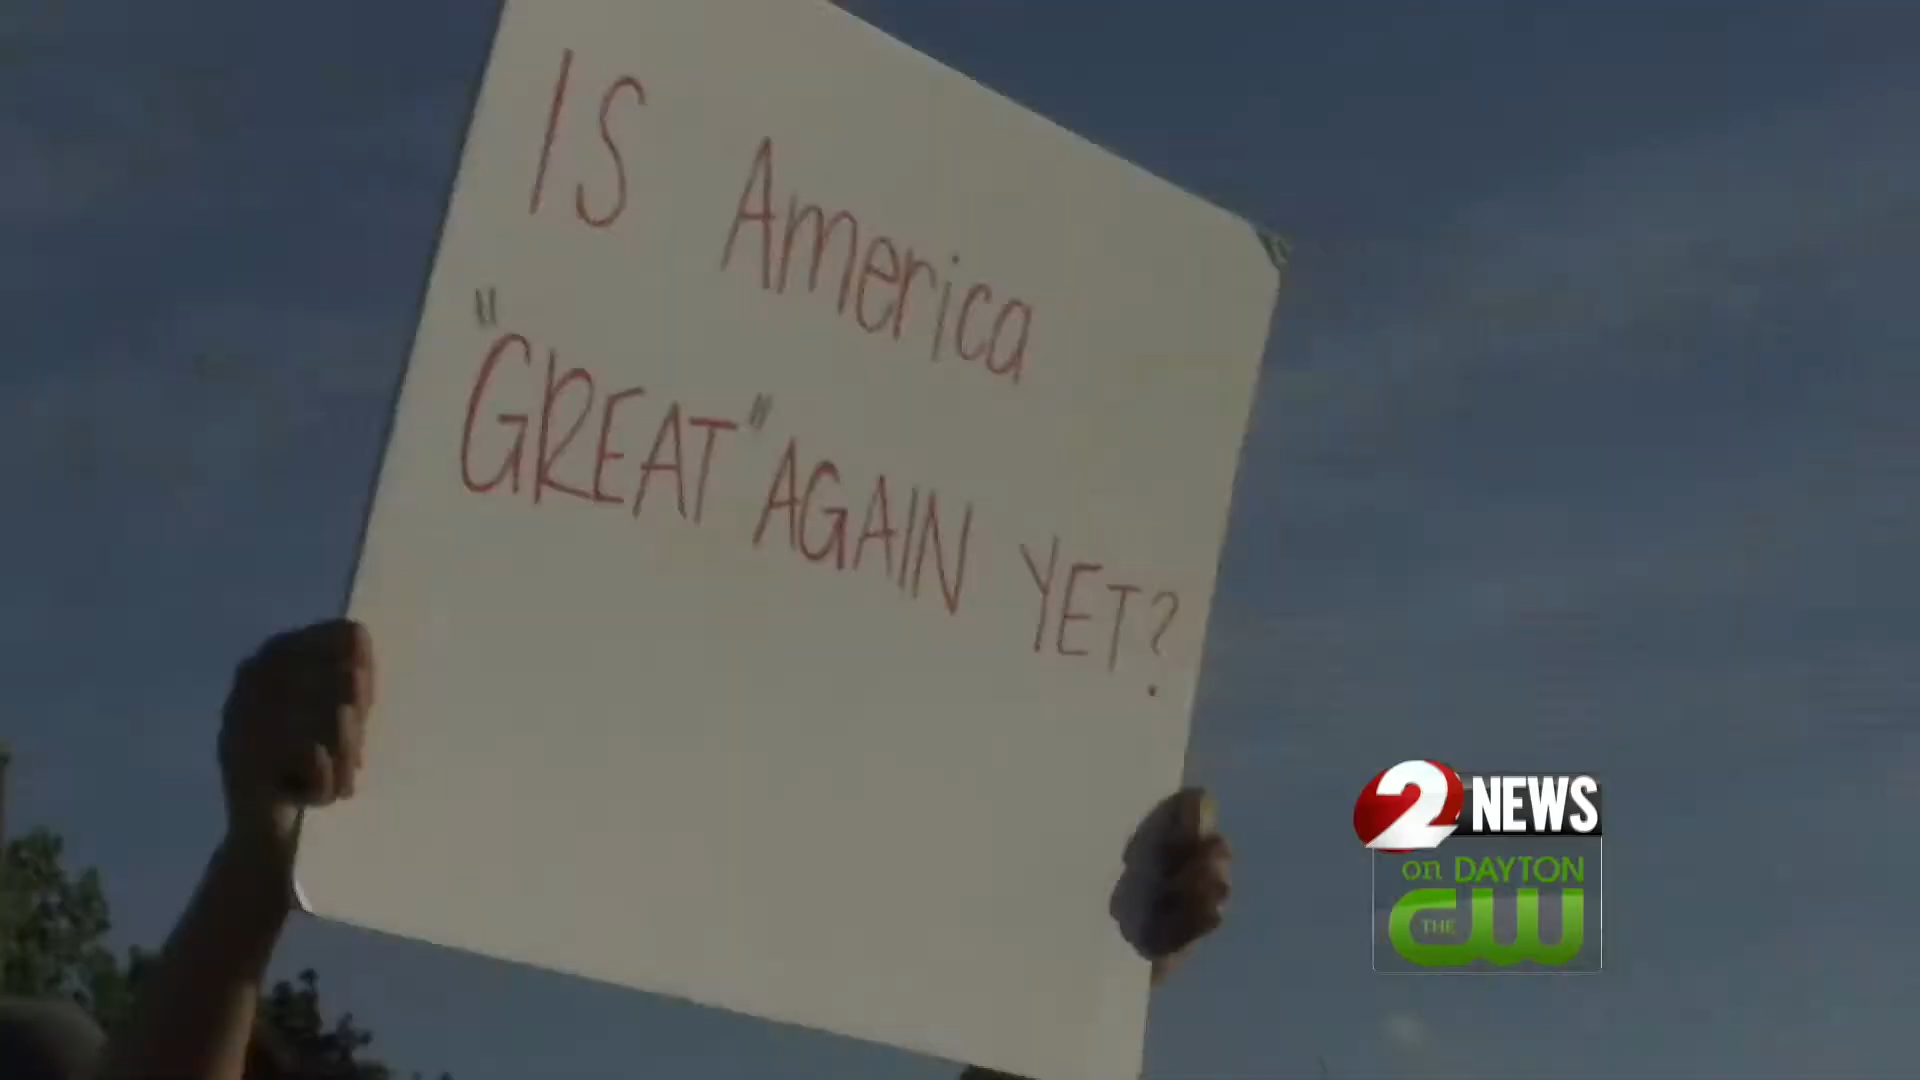 IS America
"GREAT" AGAIN YET?
2 NEWS
on DAYTON
THE CW